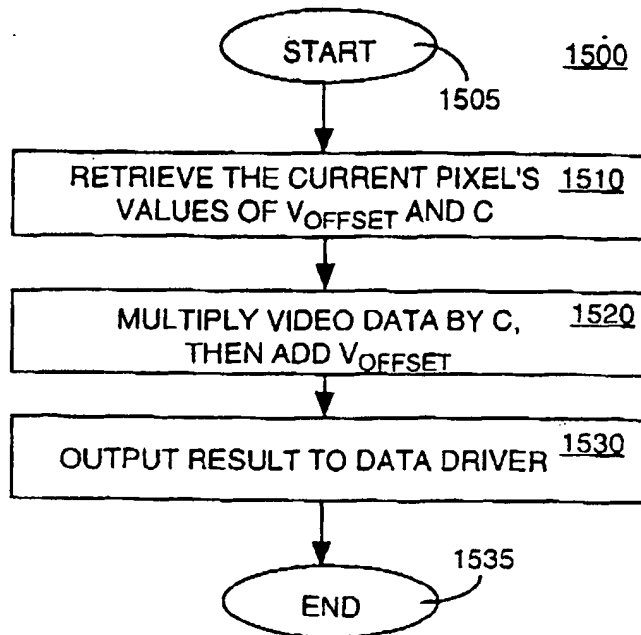 START
1500
1505
RETRIEVE THE CURRENT PIXEL'S 1510
VALUES OF VOFFSET AND C
MULTIPLY VIDEO DATA BY C, 1520
THEN ADD VOFFSET
OUTPUT RESULT TO DATA DRIVER 1530
1535
END